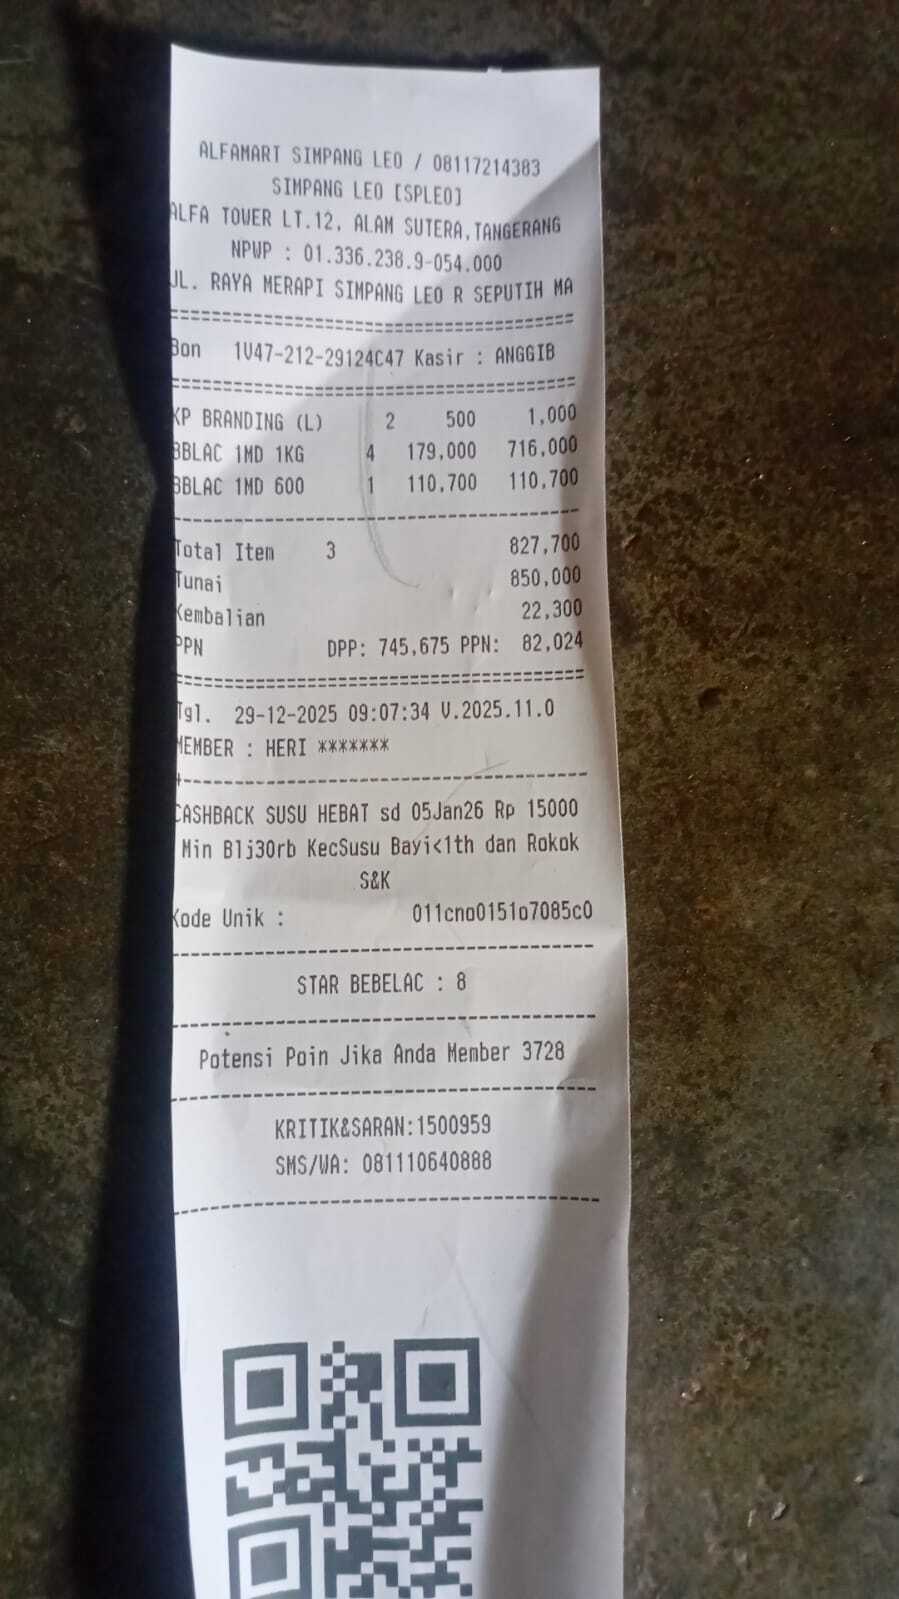 ALFAMART SIMPANG LEO / 08117214383
SIMPANG LEO [SPLEO]
ALFA TOWER LT.12, ALAM SUTERA,TANGERANG
NPWP : 01.336.238.9-054.000
JL. RAYA MERAPI SIMPANG LEO R SEPUTIH MA
Bon 1V47-212-29124C47 Kasir : ANGGIB
KP BRANDING (L) 2 500 1,000
BBLAC 1MD 1KG 4 179,000 716,000
BBLAC 1MD 600 1 110,700 110,700
Total Item 3 827,700
Tunai 850,000
Kembalian 22,300
PPN DPP: 745,675 PPN: 82,024
Tgl. 29-12-2025 09:07:34 V.2025.11.0
MEMBER : HERI *******
CASHBACK SUSU HEBAT sd 05Jan26 Rp 15000
Min Blj30rb KecSusu Bayi<1th dan Rokok
S&K
Kode Unik : 011cno0151o7085c0
STAR BEBELAC : 8
Potensi Poin Jika Anda Member 3728
KRITIK&SARAN:1500959
SMS/WA: 081110640888